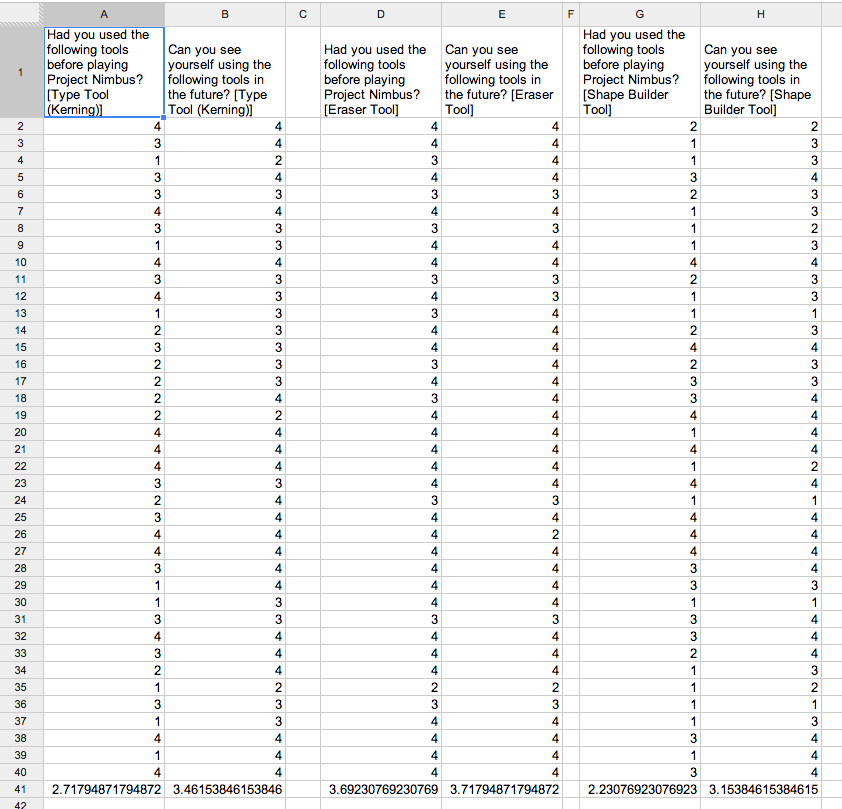 A B C D E F G H
1 Had you used the following tools before playing Project Nimbus? [Type Tool (Kerning)] Can you see yourself using the following tools in the future? [Type Tool (Kerning)] Had you used the following tools before playing Project Nimbus? [Eraser Tool] Can you see yourself using the following tools in the future? [Eraser Tool] Had you used the following tools before playing Project Nimbus? [Shape Builder Tool] Can you see yourself using the following tools in the future? [Shape Builder Tool]
2 4 4 4 4 2 2
3 3 4 4 4 1 3
4 1 2 3 4 1 3
5 3 4 4 4 3 4
6 3 3 3 3 2 3
7 4 4 4 4 1 3
8 3 3 3 3 1 2
9 1 3 4 4 1 3
10 4 4 4 4 4 4
11 3 3 3 3 2 3
12 4 3 4 3 1 3
13 1 3 3 4 1 1
14 2 3 4 4 2 3
15 3 3 4 4 4 4
16 2 3 3 4 2 3
17 2 3 4 4 3 3
18 2 4 3 4 3 4
19 2 2 4 4 4 4
20 4 4 4 4 1 4
21 4 4 4 4 4 4
22 4 4 4 4 1 2
23 3 3 4 4 4 4
24 2 4 3 3 1 1
25 3 4 4 4 4 4
26 4 4 4 2 4 4
27 4 4 4 4 4 4
28 3 4 4 4 3 4
29 1 4 4 4 3 3
30 1 3 4 4 1 1
31 3 3 3 3 3 4
32 4 4 4 4 3 4
33 3 4 4 4 2 4
34 2 4 4 4 1 3
35 1 2 2 2 1 2
36 3 3 3 3 1 1
37 1 3 4 4 1 3
38 4 4 4 4 3 4
39 1 4 4 4 1 4
40 4 4 4 4 3 4
41 2.71794871794872 3.46153846153846 3.69230769230769 3.71794871794872 2.23076923076923 3.15384615384615
42